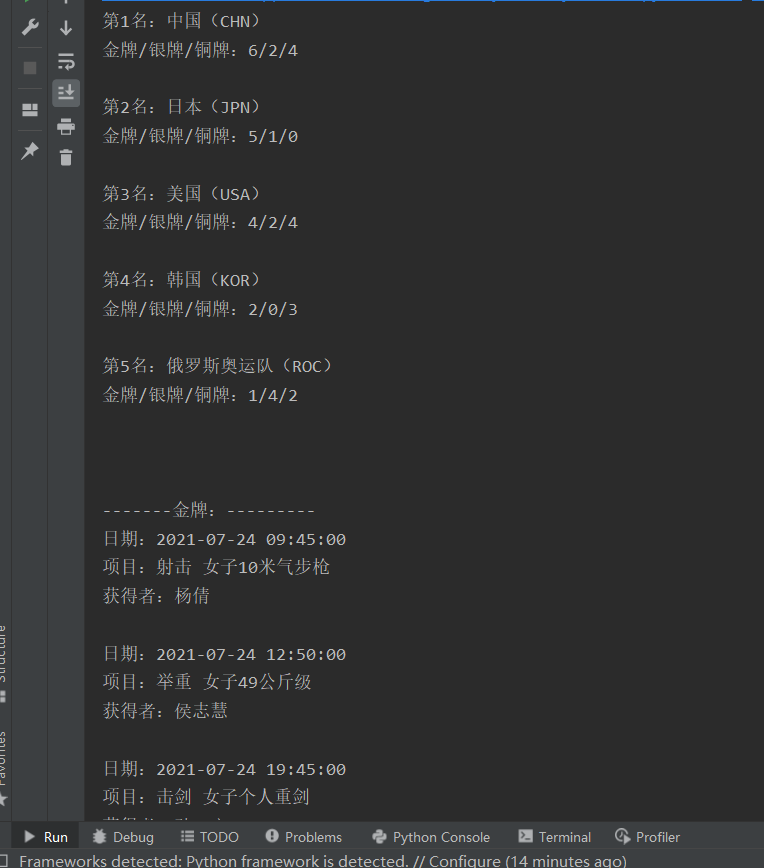 第1名：中国（CHN）
金牌/银牌/铜牌：6/2/4
第2名：日本（JPN）
金牌/银牌/铜牌：5/1/0
第3名：美国（USA）
金牌/银牌/铜牌：4/2/4
第4名：韩国（KOR）
金牌/银牌/铜牌：2/0/3
第5名：俄罗斯奥运队（ROC）
金牌/银牌/铜牌：1/4/2
-------金牌：---------
日期：2021-07-24 09:45:00
项目：射击 女子10米气步枪
获得者：杨倩
日期：2021-07-24 12:50:00
项目：举重 女子49公斤级
获得者：侯志慧
日期：2021-07-24 19:45:00
项目：击剑 女子个人重剑
Structure
Favorites
Run Debug TODO Problems Python Console Terminal Profiler
Frameworks detected: Python framework is detected. // Configure (14 minutes ago)